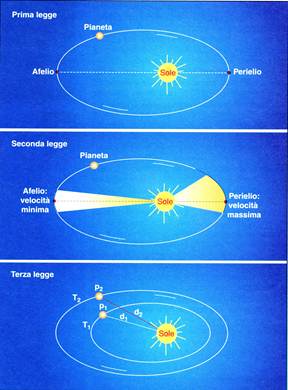 Prima legge
Pianeta
Afelio
Sole
Perielio
Seconda legge
Pianeta
Afelio:
velocità
minima
Sole
Perielio:
velocità
massima
Terza legge
P₂
T₂
P₁
T₁
d₂
d₁
Sole